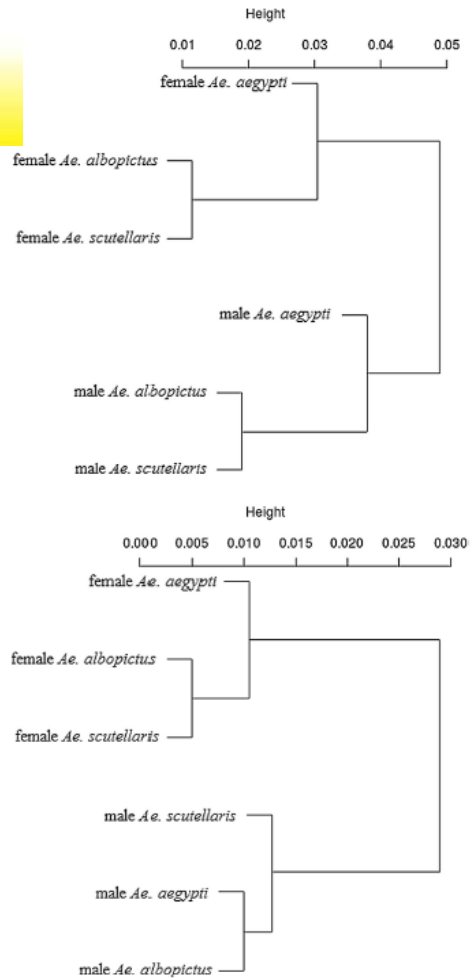 Height
0.01 0.02 0.03 0.04 0.05
female Ae. aegypti
female Ae. albopictus
female Ae. scutellaris
male Ae. aegypti
male Ae. albopictus
male Ae. scutellaris
Height
0.000 0.005 0.010 0.015 0.020 0.025 0.030
female Ae. aegypti
female Ae. albopictus
female Ae. scutellaris
male Ae. scutellaris
male Ae. aegypti
male Ae. albopictus